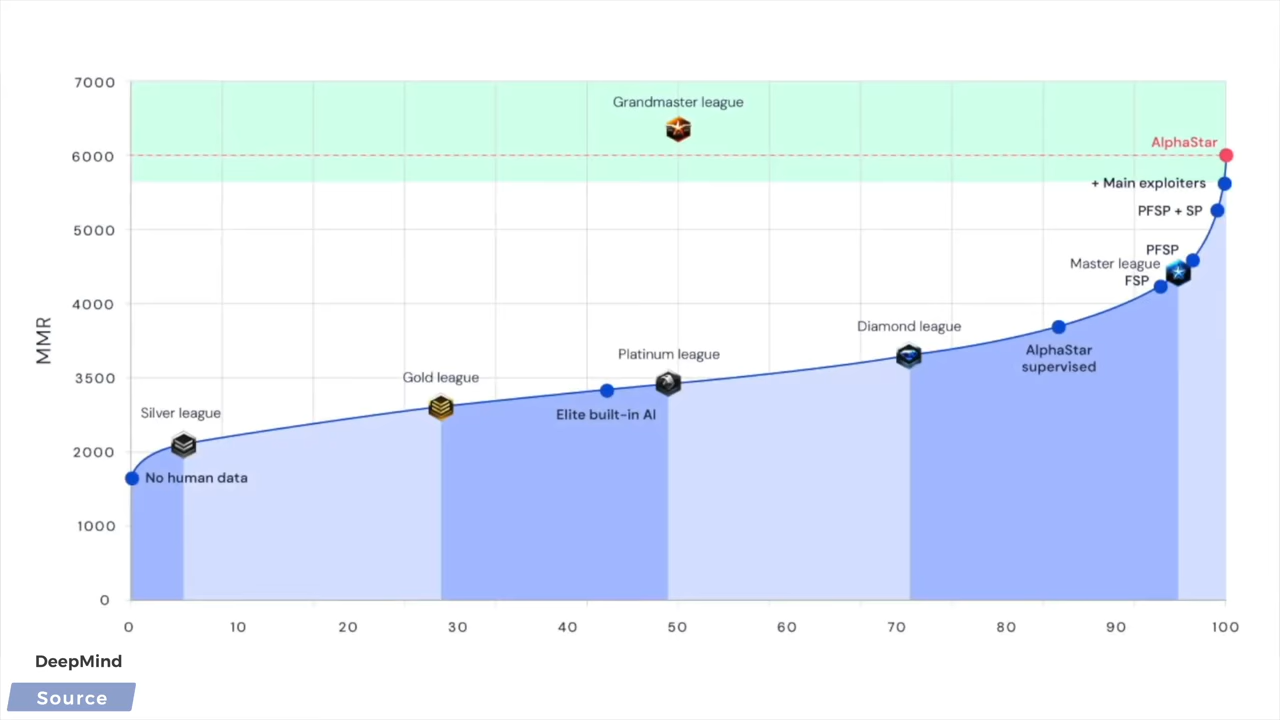 7000
Grandmaster league
AlphaStar
6000
+ Main exploiters
PFSP + SP
5000
PFSP
Master league
FSP
4000
Diamond league
Platinum league
AlphaStar
supervised
MMR
3500
Gold league
Elite built-in AI
Silver league
2000
No human data
1000
0
0 10 20 30 40 50 60 70 80 90 100
DeepMind
Source